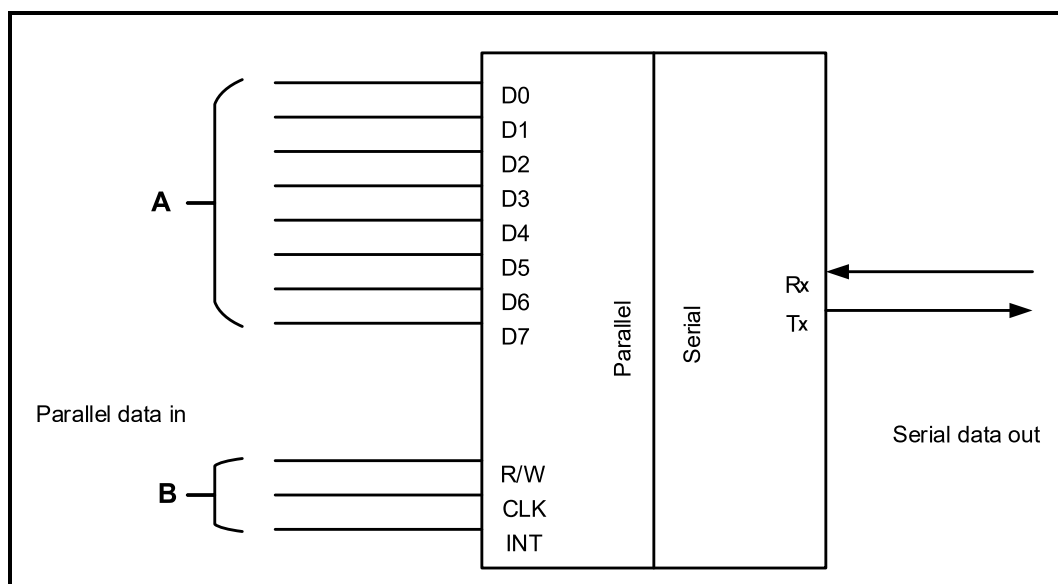 A
D0
D1
D2
D3
D4
D5
D6
D7
Parallel
Serial
Rx
Tx
Parallel data in
Serial data out
B
R/W
CLK
INT